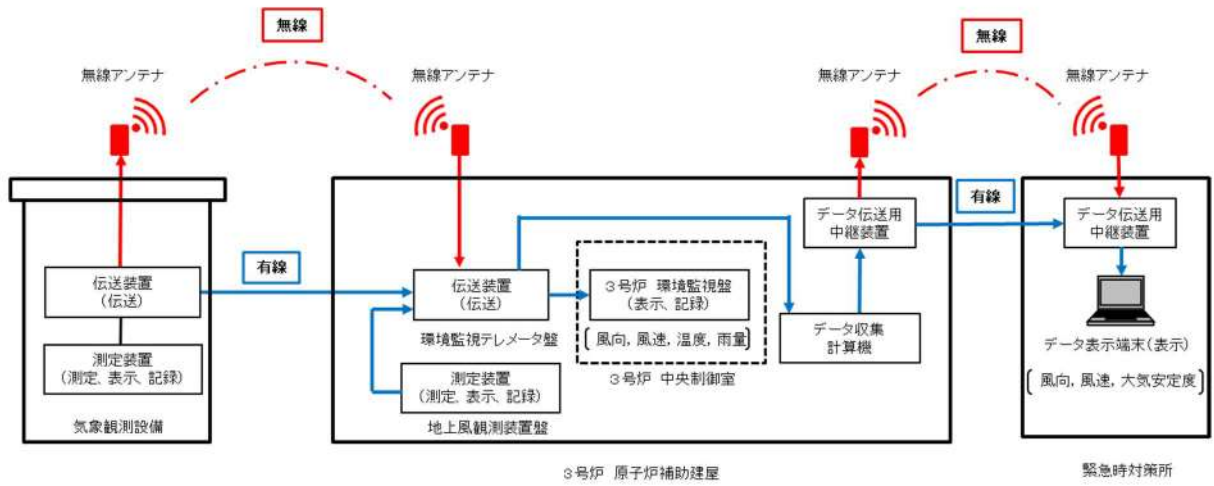 無線
無線
無線アンテナ
無線アンテナ
無線アンテナ
無線アンテナ
有線
有線
伝送装置
(伝送)
測定装置
(測定、表示、記録)
気象観測設備
伝送装置
(伝送)
環境監視テレメータ盤
測定装置
(測定、表示、記録)
地上風観測装置盤
3号炉 環境監視盤
(表示、記録)
[風向, 風速, 温度, 雨量]
3号炉 中央制御室
データ伝送用
中継装置
データ収集
計算機
3号炉 原子炉補助建屋
データ伝送用
中継装置
データ表示端末(表示)
[風向, 風速, 大気安定度]
緊急時対策所